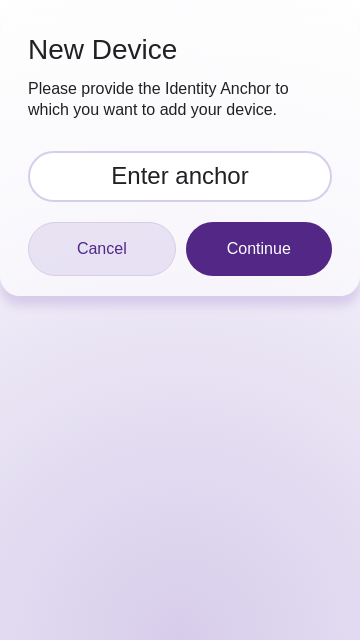 New Device
Please provide the Identity Anchor to
which you want to add your device.
Enter anchor
Cancel
Continue